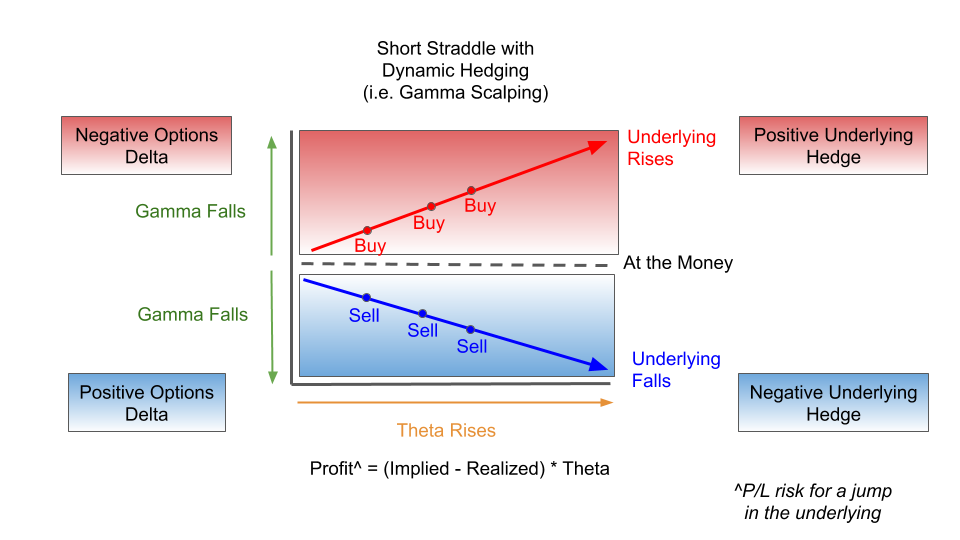 Short Straddle with
Dynamic Hedging
(i.e. Gamma Scalping)
Negative Options
Delta
Underlying
Rises
Positive Underlying
Hedge
Gamma Falls
Buy
Buy
Buy
At the Money
Gamma Falls
Sell
Sell
Sell
Underlying
Falls
Positive Options
Delta
Negative Underlying
Hedge
Theta Rises
Profit^ = (Implied - Realized) * Theta
^P/L risk for a jump
in the underlying